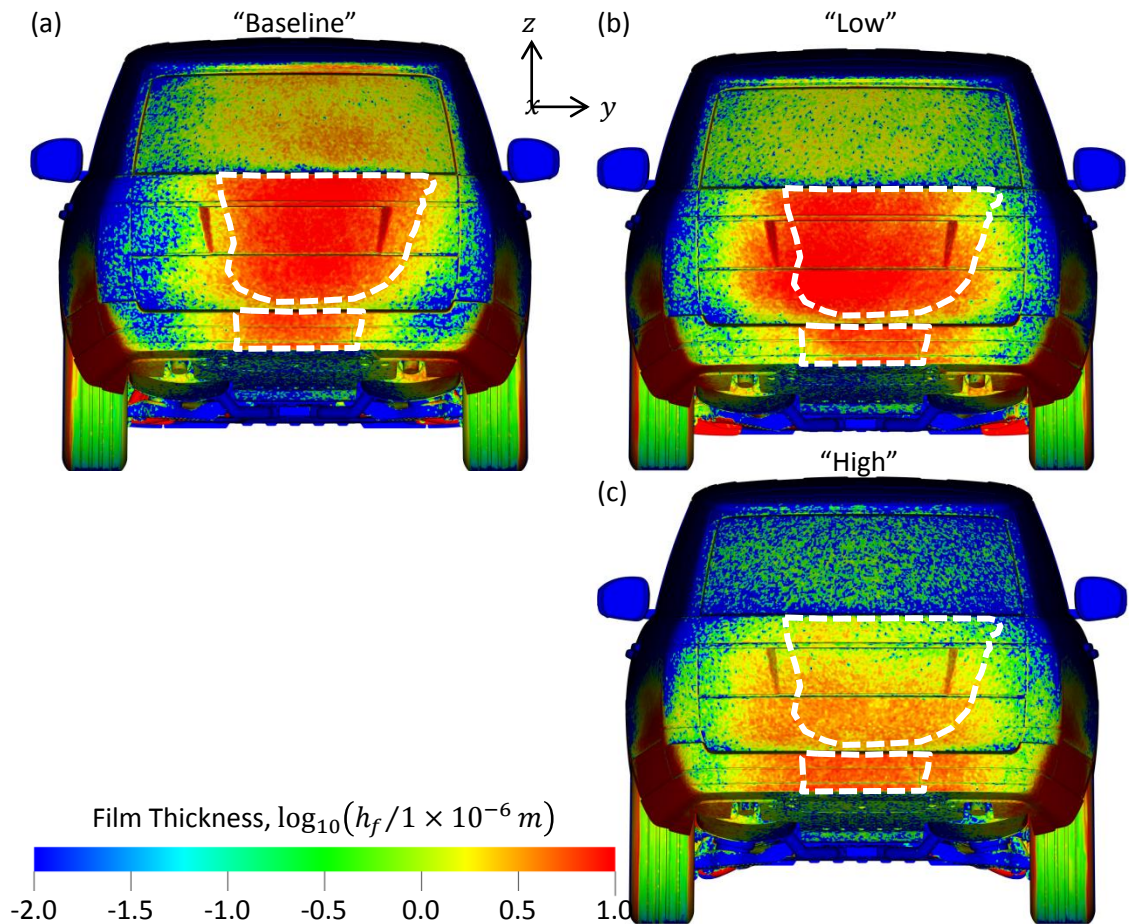 (a) "Baseline"
z
x
y
(b) "Low"
"High"
(c)
Film Thickness, log₁₀(h_f/1 × 10⁻⁶ m)
-2.0 -1.5 -1.0 -0.5 0.0 0.5 1.0